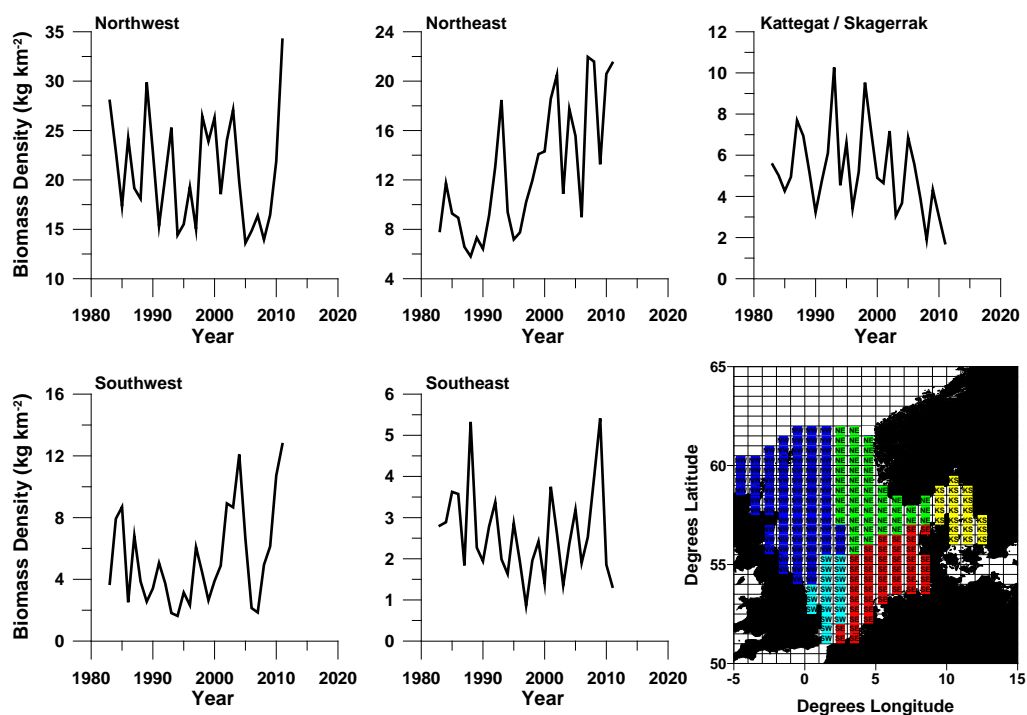 Northwest
Northeast
Kattegat / Skagerrak
Biomass Density (kg km-2)
35
30
25
20
15
10
24
20
16
12
8
4
12
10
8
6
4
2
0
1980 1990 2000 2010 2020
1980 1990 2000 2010 2020
1980 1990 2000 2010 2020
Year
Year
Year
Southwest
Southeast
Biomass Density (kg km-2)
16
12
8
4
0
6
5
4
3
2
1
0
1980 1990 2000 2010 2020
1980 1990 2000 2010 2020
Year
Year
Degrees Latitude
65
60
55
50
NE
KS
SW
-5 0 5 10 15
Degrees Longitude